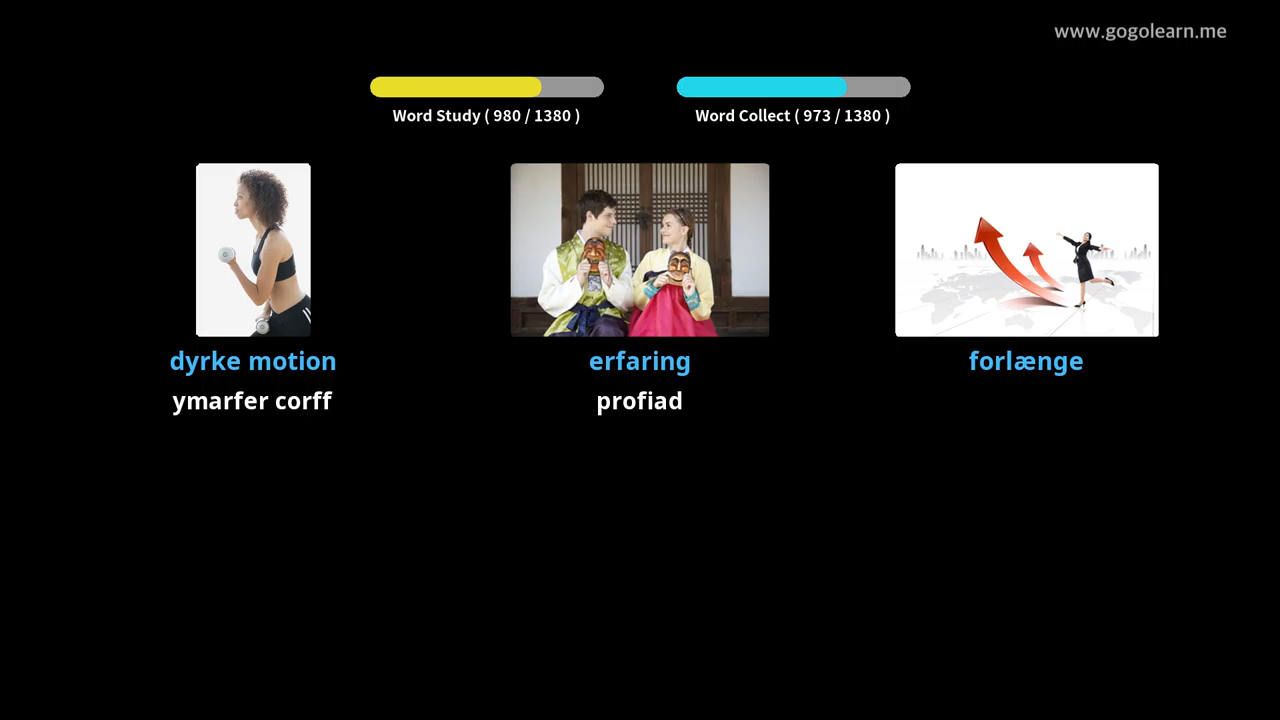 www.gogolearn.me
Word Study ( 980 / 1380 )
Word Collect ( 973 / 1380 )
dyrke motion
ymarfer corff
erfaring
profiad
forlænge